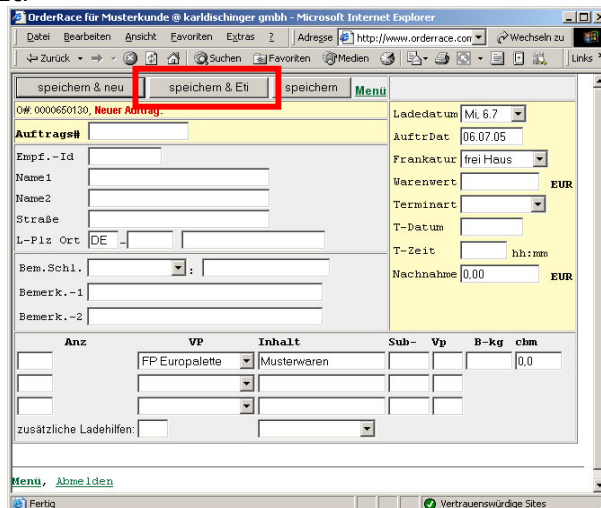 OrderRace für Musterkunde @ karldischinger gmbh - Microsoft Internet Explorer
Datei Bearbeiten Ansicht Favoriten Extras ? Adresse http://www.orderrace.com Wechseln zu
Zurück Suchen Favoriten Medien Links
speichern & neu speichern & Eti speichern Menü
O#: 0000650130, Neuer Auftrag.
Auftrags#
Empf.-Id
Name1
Name2
Straße
L-Plz Ort DE -
Bem.Schl. :
Bemerk.-1
Bemerk.-2
Ladedatum Mi, 6.7
AuftrDat 06.07.05
Frankatur frei Haus
Warenwert EUR
Terminart
T-Datum
T-Zeit hh:mm
Nachnahme 0,00 EUR
Anz VP Inhalt Sub- Vp B-kg cbm
FP Europalette Musterwaren 0,0
zusätzliche Ladehilfen:
Menü, Abmelden
Fertig Vertrauenswürdige Sites